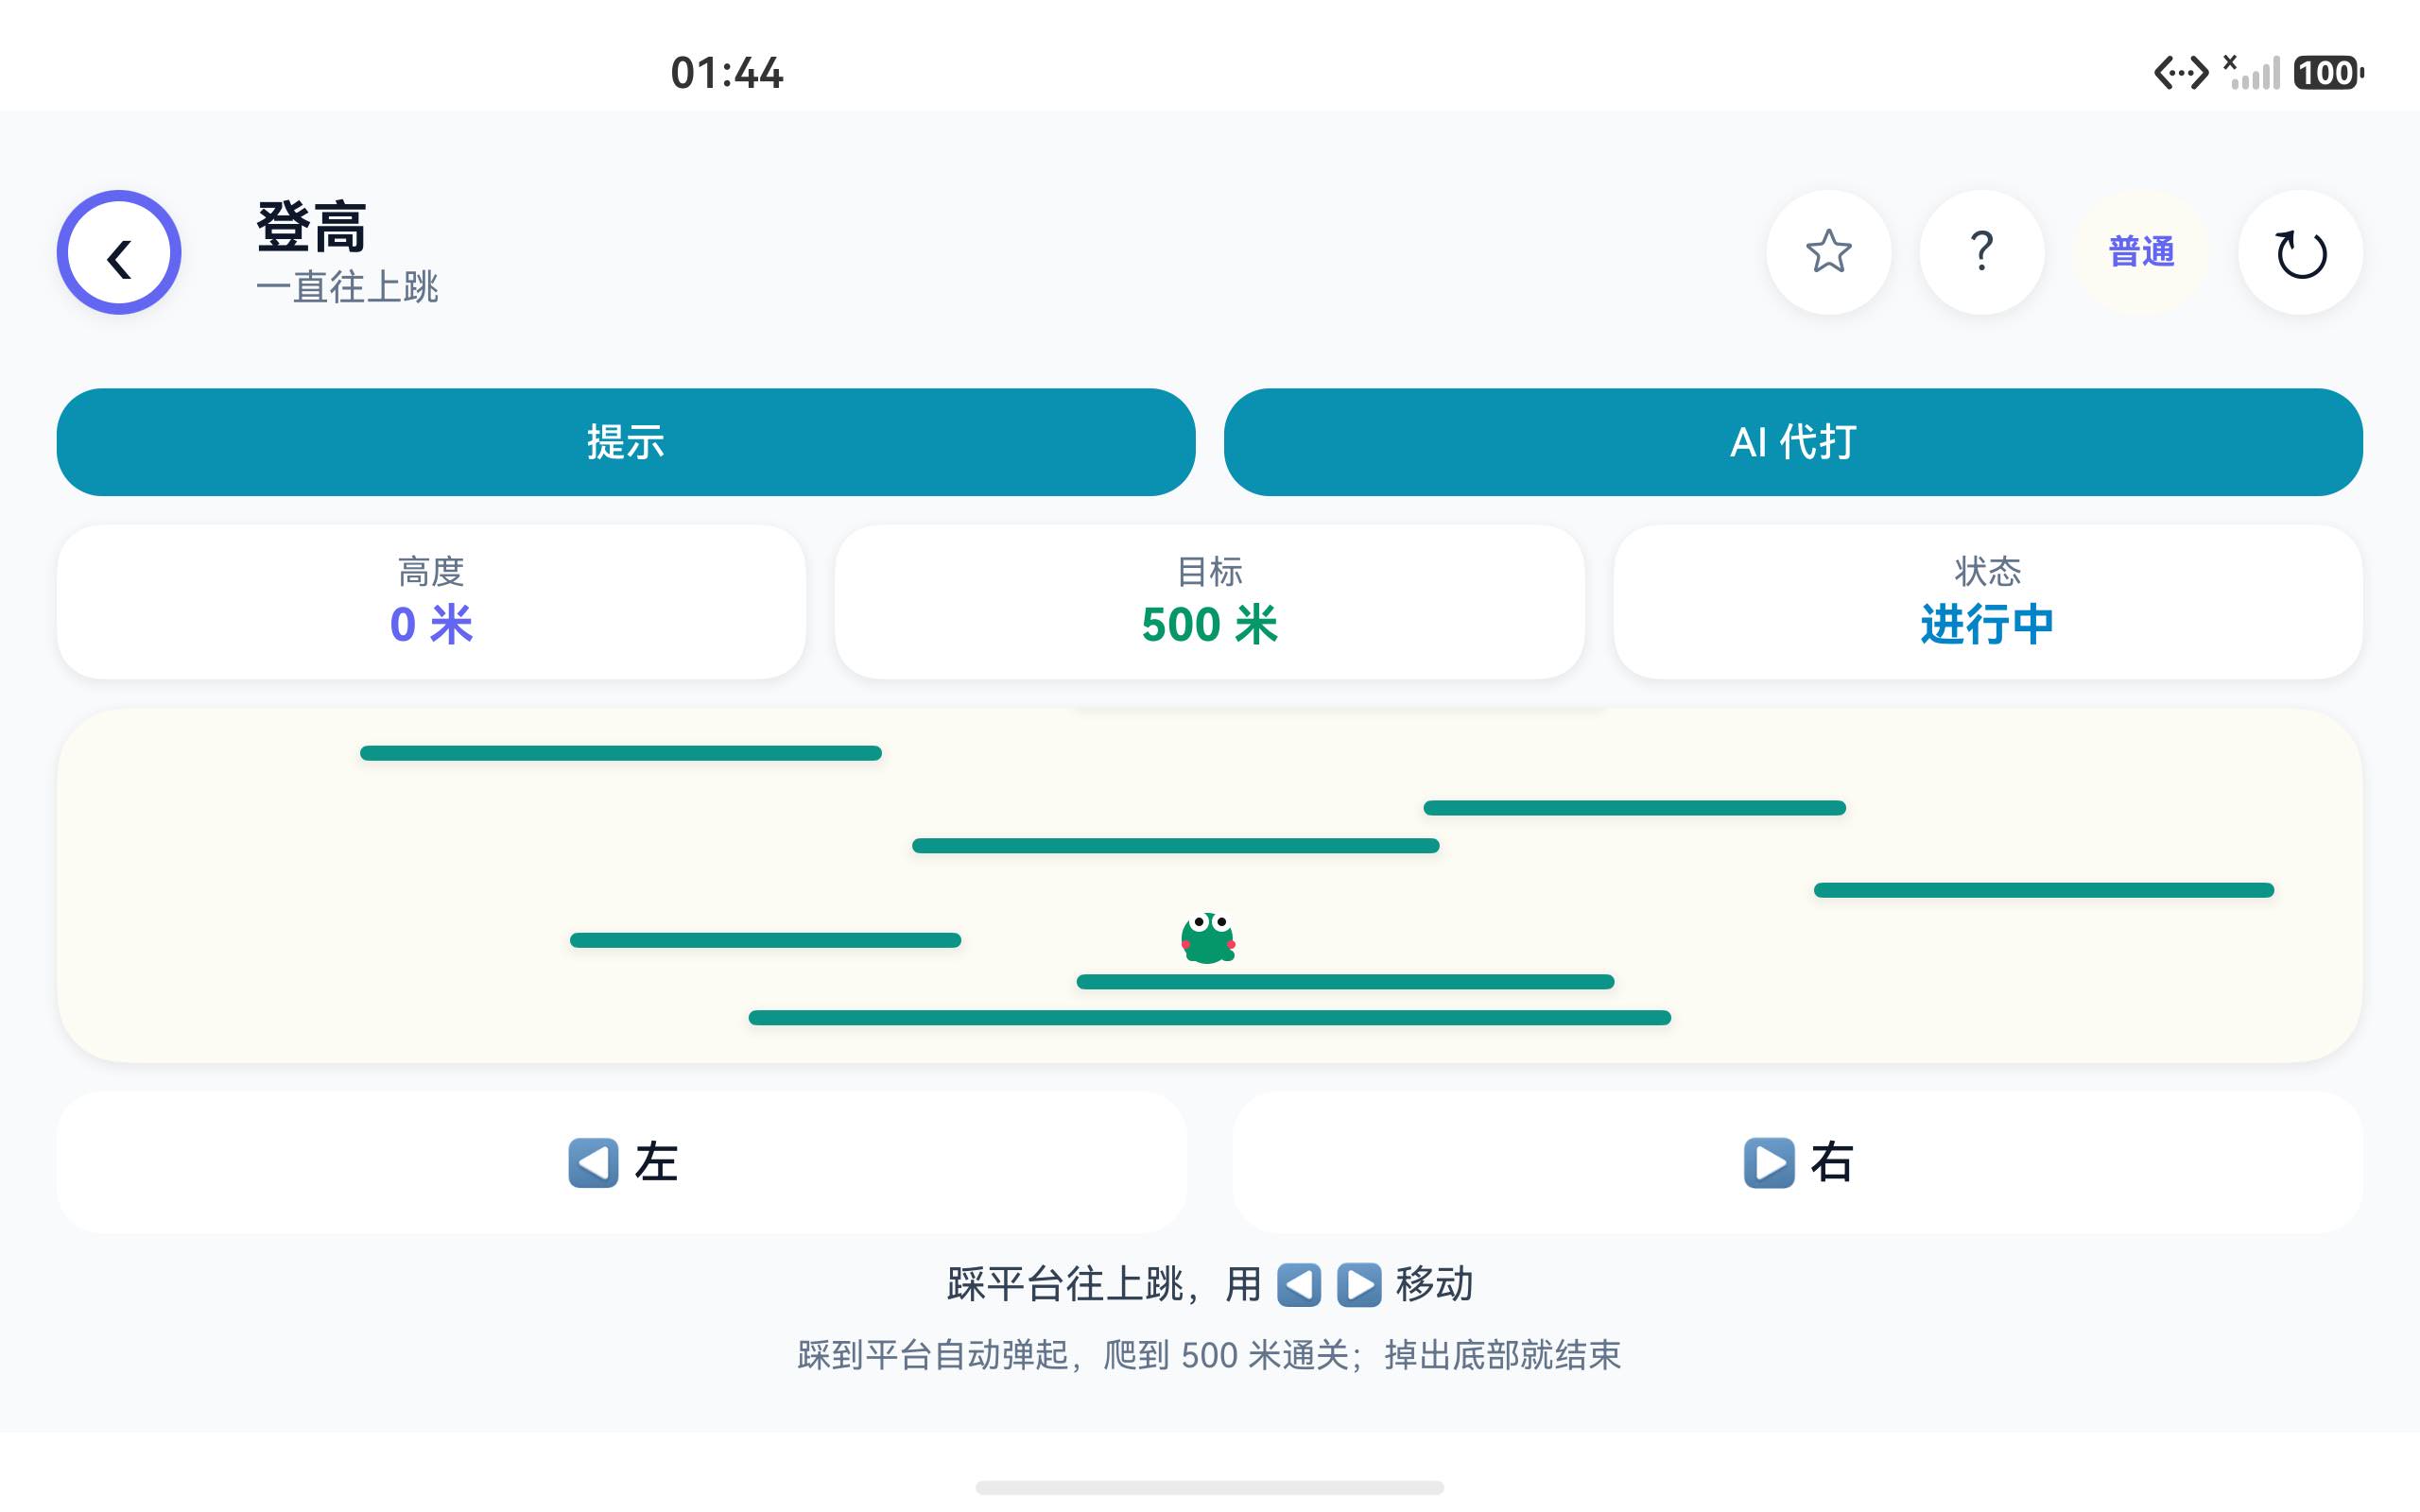 01:44
100
登高
一直往上跳
?
普通
提示
AI 代打
高度
0 米
目标
500 米
状态
进行中
左
右
踩平台往上跳，用 ◀ ▶ 移动
踩到平台自动弹起，爬到 500 米通关；掉出底部就结束